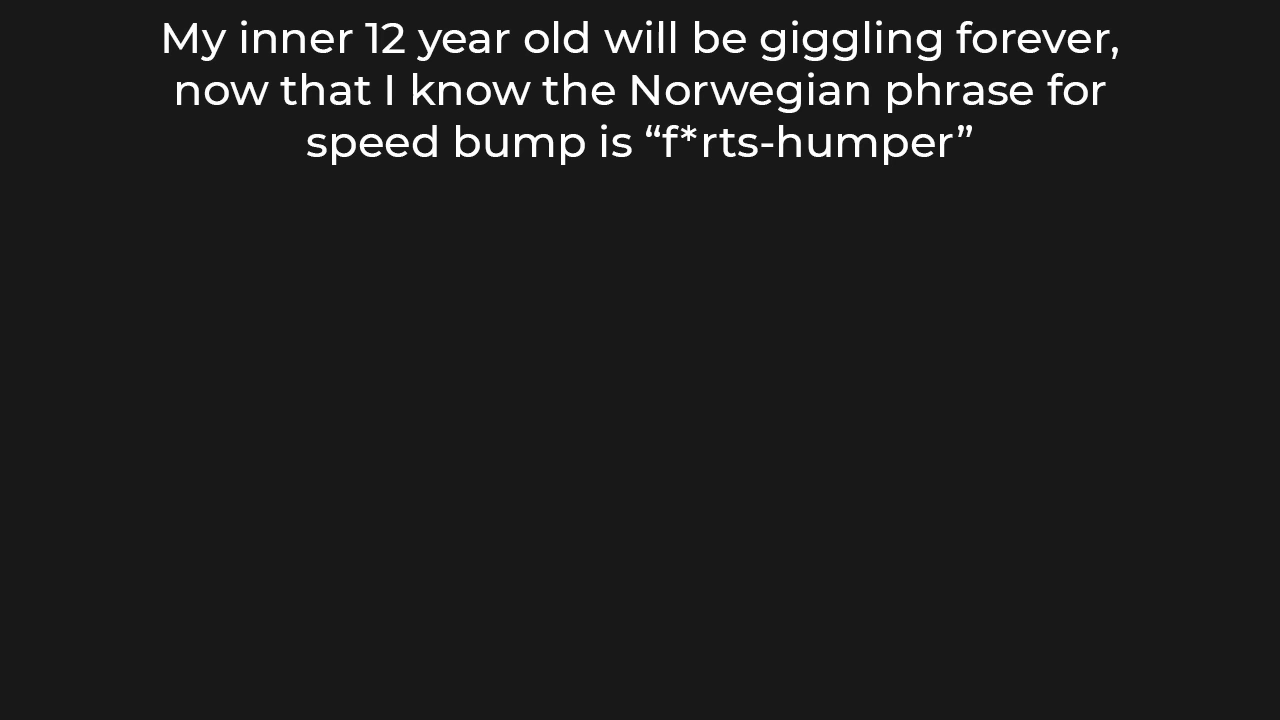 My inner 12 year old will be giggling forever,
now that I know the Norwegian phrase for
speed bump is “f*rts-humper”